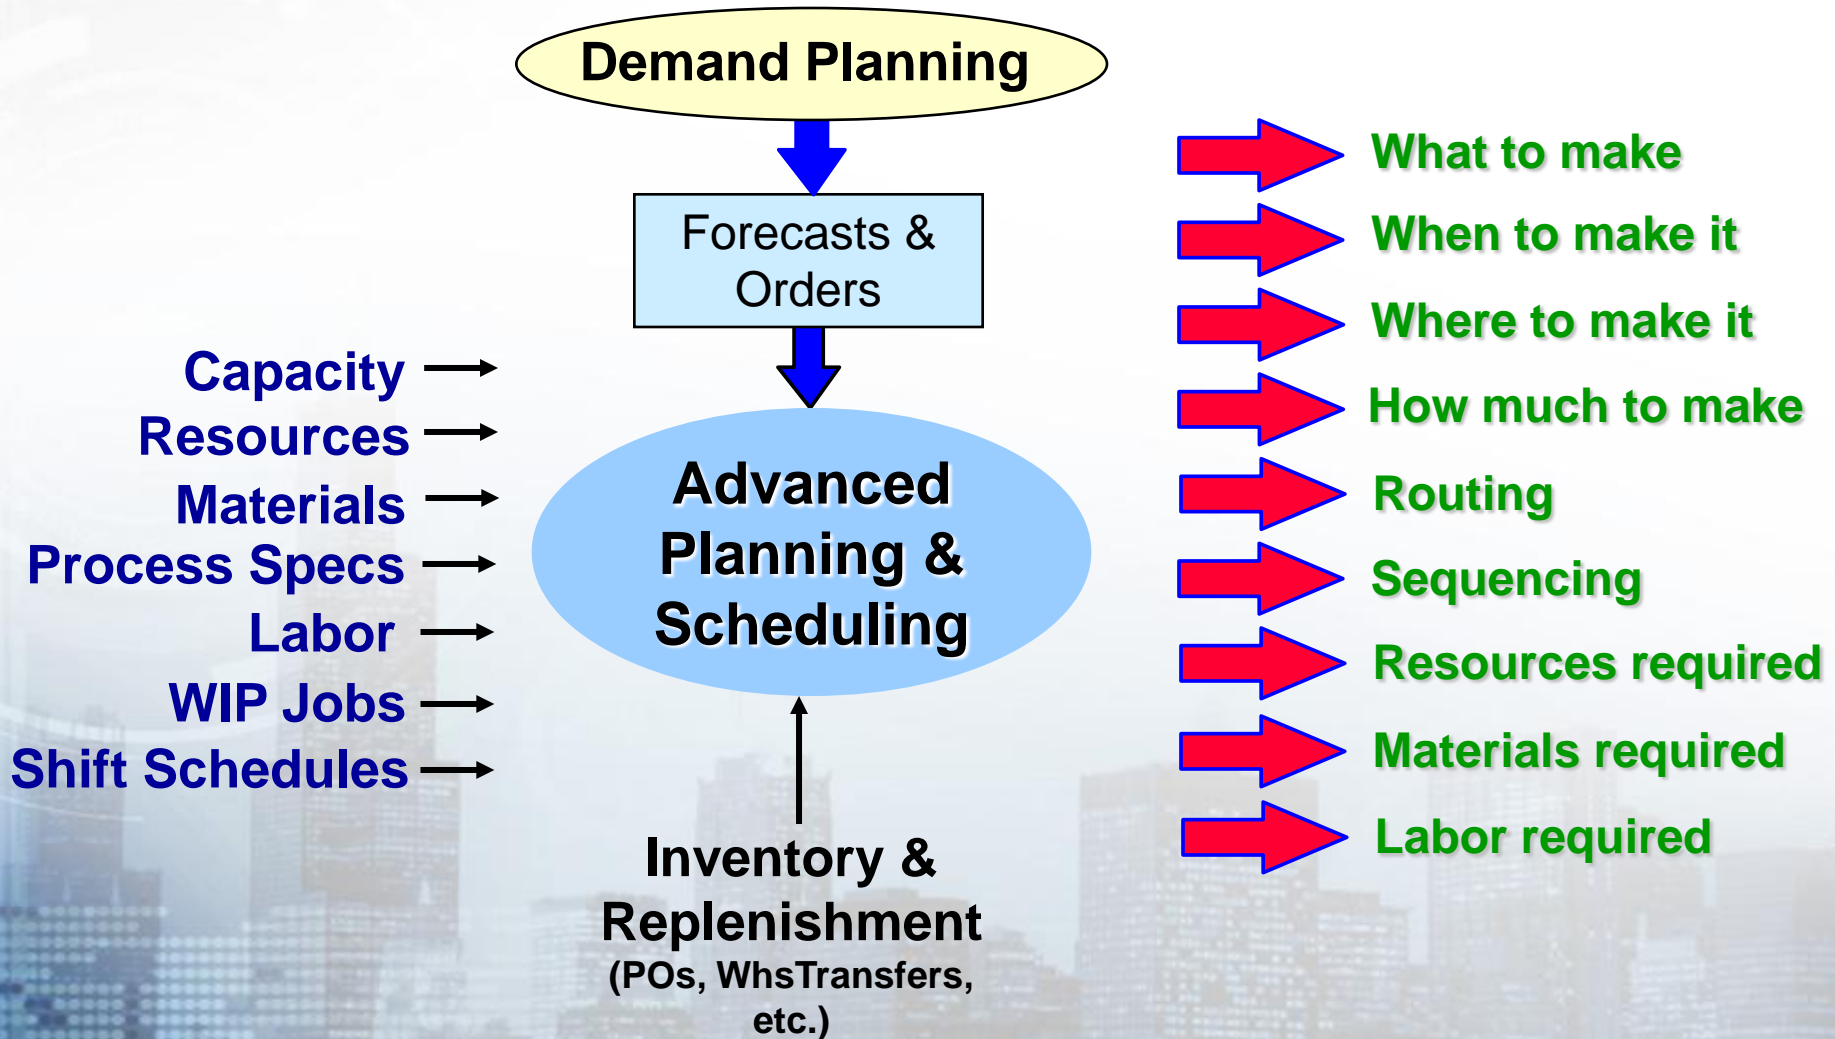 Demand Planning
Forecasts &
Orders
Capacity
Resources
Materials
Process Specs
Labor
WIP Jobs
Shift Schedules
Advanced
Planning &
Scheduling
Inventory &
Replenishment
(POs, WhsTransfers,
etc.)
What to make
When to make it
Where to make it
How much to make
Routing
Sequencing
Resources required
Materials required
Labor required